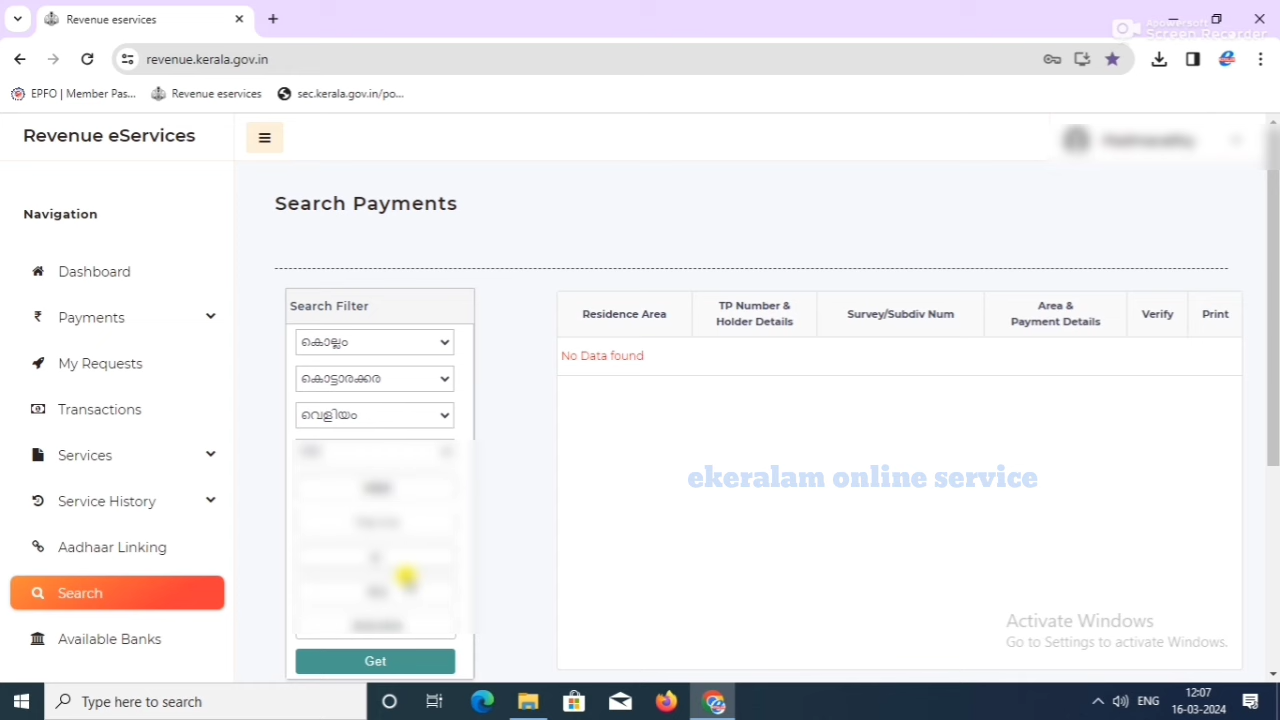 Revenue eservices
Apowersoft
Screen Recorder
revenue.kerala.gov.in
EPFO | Member Pas...
Revenue eservices
sec.kerala.gov.in/po...
Revenue eServices
Search Payments
Navigation
Dashboard
Payments
My Requests
Transactions
Services
Service History
Aadhaar Linking
Search
Available Banks
Search Filter
കൊല്ലം
കൊട്ടാരക്കര
വെളിയം
Get
Residence Area
TP Number &
Holder Details
Survey/Subdiv Num
Area &
Payment Details
Verify
Print
No Data found
ekeralam online service
Activate Windows
Go to Settings to activate Windows.
Type here to search
ENG
12:07
16-03-2024